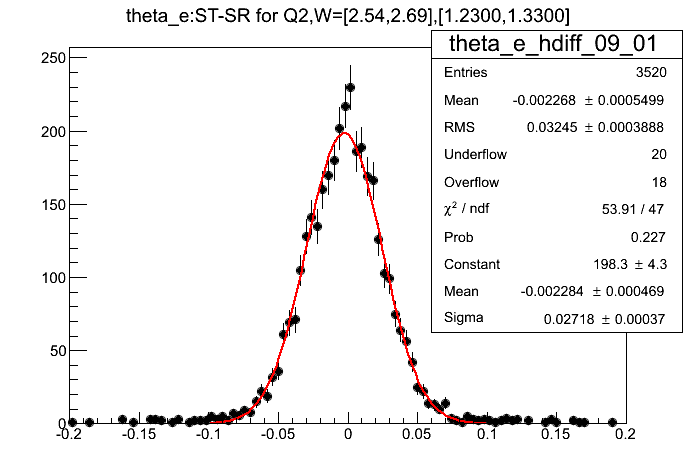 theta_e:ST-SR for Q2,W=[2.54,2.69],[1.2300,1.3300]
theta_e_hdiff_09_01
Entries 3520
Mean -0.002268 ± 0.0005499
RMS 0.03245 ± 0.0003888
Underflow 20
Overflow 18
χ² / ndf 53.91 / 47
Prob 0.227
Constant 198.3 ± 4.3
Mean -0.002284 ± 0.000469
Sigma 0.02718 ± 0.00037
250
200
150
100
50
0
-0.2 -0.15 -0.1 -0.05 0 0.05 0.1 0.15 0.2